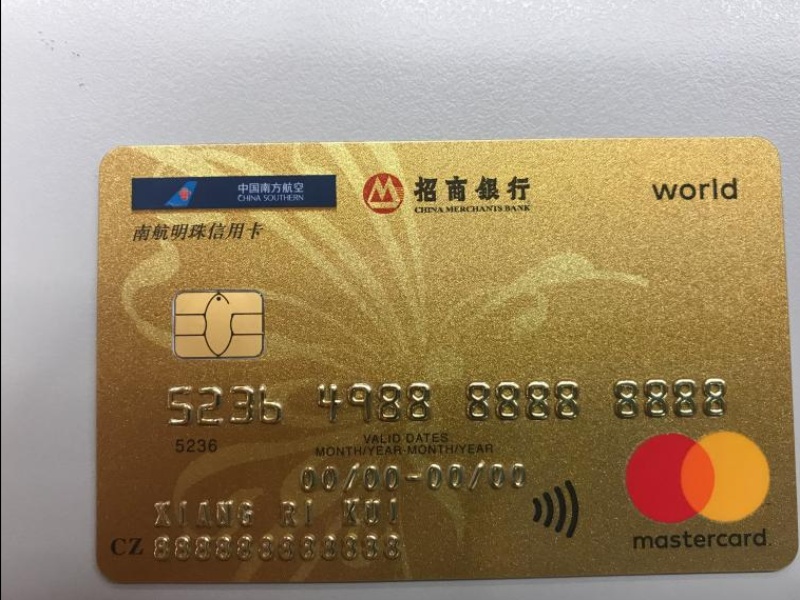 中国南方航空
CHINA SOUTHERN
招商银行
CHINA MERCHANTS BANK
world
南航明珠信用卡
5236 4988 8888 8888
5236
VALID DATES
MONTH/YEAR-MONTH/YEAR
00/00-00/00
XIANG RI KUI
CZ 888888888888
mastercard.